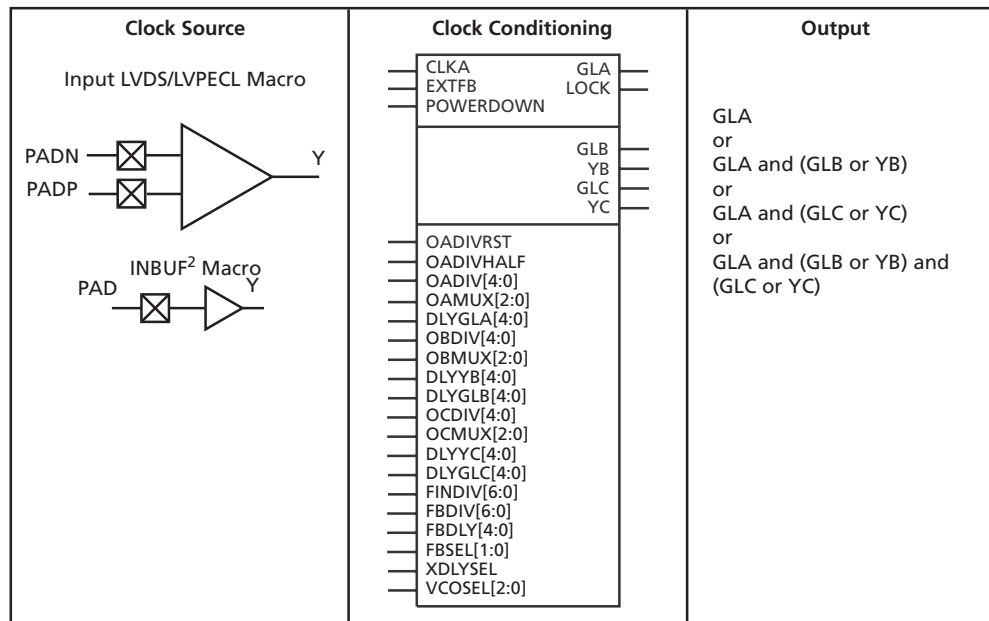 Clock Source
Input LVDS/LVPECL Macro
PADN
PADP
Y
INBUF² Macro
PAD
Y
Clock Conditioning
CLKA
EXTFB
POWERDOWN
GLA
LOCK
GLB
YB
GLC
YC
OADIVRST
OADIVHALF
OADIV[4:0]
OAMUX[2:0]
DLYGLA[4:0]
OBDIV[4:0]
OBMUX[2:0]
DLYYB[4:0]
DLYGLB[4:0]
OCDIV[4:0]
OCMUX[2:0]
DLYYC[4:0]
DLYGLC[4:0]
FINDIV[6:0]
FBDIV[6:0]
FBDLY[4:0]
FBSEL[1:0]
XDLYSEL
VCOSEL[2:0]
Output
GLA
or
GLA and (GLB or YB)
or
GLA and (GLC or YC)
or
GLA and (GLB or YB) and
(GLC or YC)